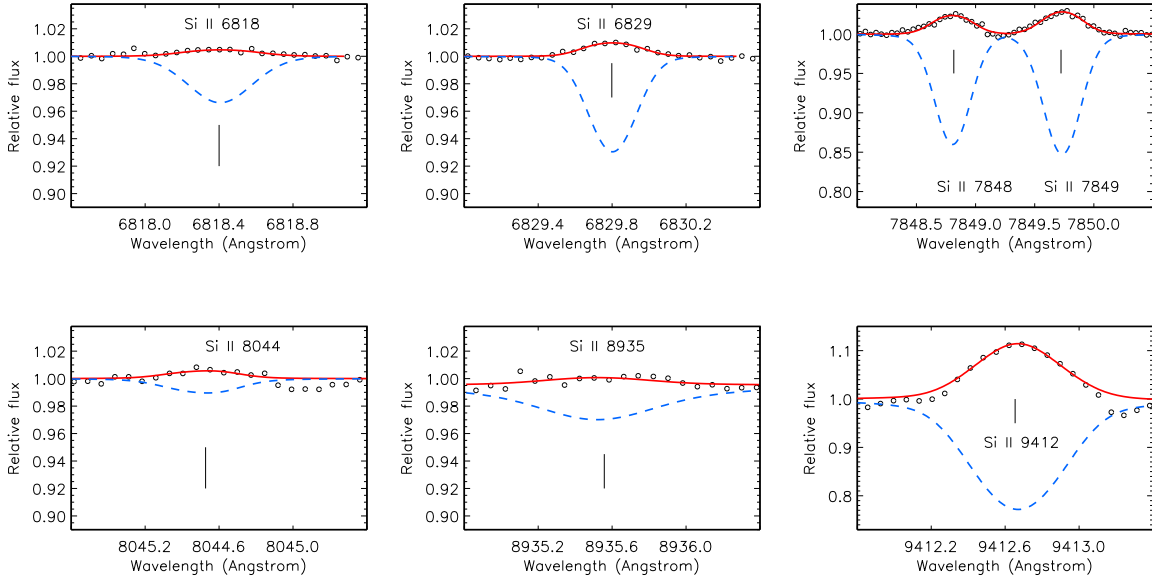 Si II 6818
Relative flux
1.02
1.00
0.98
0.96
0.94
0.92
0.90
6818.0 6818.4 6818.8
Wavelength (Angstrom)
Si II 6829
Relative flux
1.02
1.00
0.98
0.96
0.94
0.92
0.90
6829.4 6829.8 6830.2
Wavelength (Angstrom)
Relative flux
1.00
0.95
0.90
0.85
0.80
Si II 7848 Si II 7849
7848.5 7849.0 7849.5 7850.0
Wavelength (Angstrom)
Si II 8044
Relative flux
1.02
1.00
0.98
0.96
0.94
0.92
0.90
8045.2 8044.6 8045.0
Wavelength (Angstrom)
Si II 8935
Relative flux
1.02
1.00
0.98
0.96
0.94
0.92
0.90
8935.2 8935.6 8936.0
Wavelength (Angstrom)
Relative flux
1.1
1.0
0.9
0.8
Si II 9412
9412.2 9412.6 9413.0
Wavelength (Angstrom)